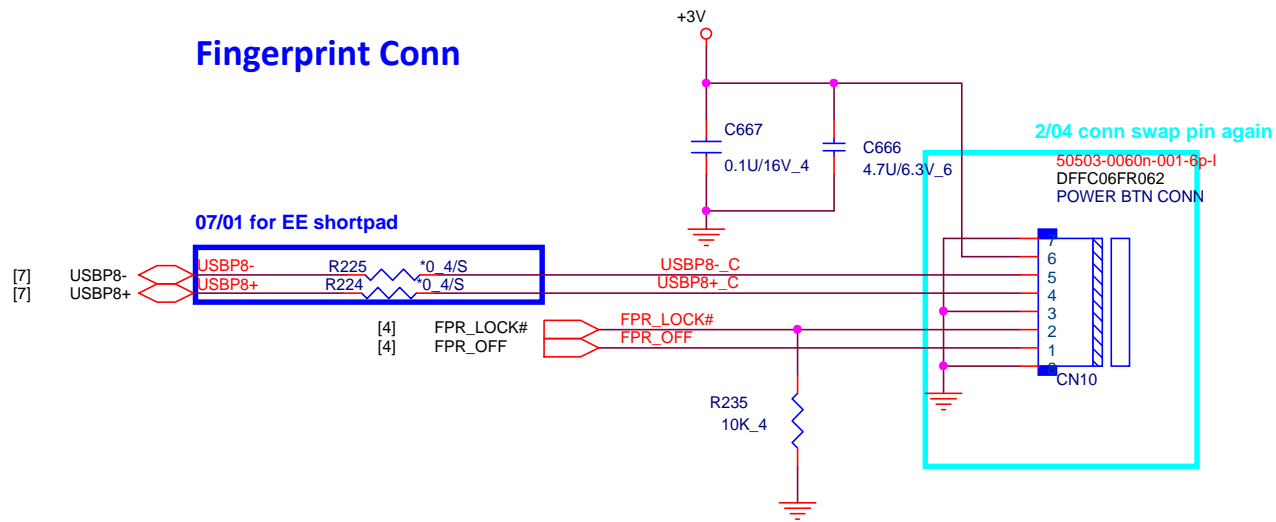 +3V
Fingerprint Conn
C667
0.1U/16V_4
C666
4.7U/6.3V_6
2/04 conn swap pin again
50503-0060n-001-6p-l
DFFC06FR062
POWER BTN CONN
07/01 for EE shortpad
[7] USBP8- USBP8- R225 *0_4/S USBP8-_C
[7] USBP8+ USBP8+ R224 *0_4/S USBP8+_C
[4] FPR_LOCK# FPR_LOCK#
[4] FPR_OFF FPR_OFF
7
6
5
4
3
2
1
8
CN10
R235
10K_4